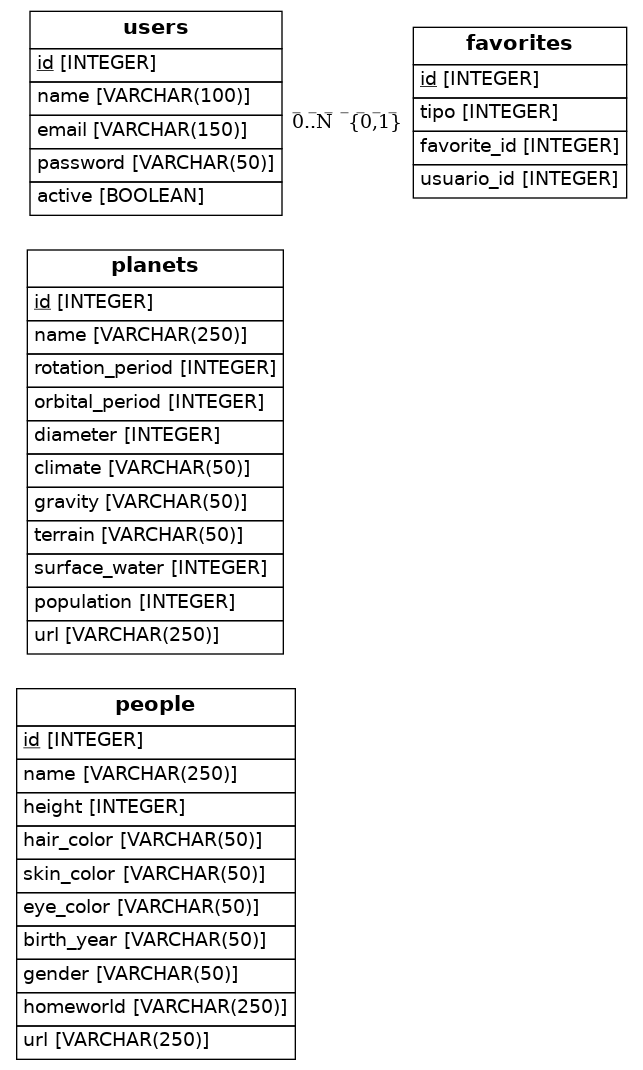 users
id [INTEGER]
name [VARCHAR(100)]
email [VARCHAR(150)]
password [VARCHAR(50)]
active [BOOLEAN]
0..N {0,1}
favorites
id [INTEGER]
tipo [INTEGER]
favorite_id [INTEGER]
usuario_id [INTEGER]
planets
id [INTEGER]
name [VARCHAR(250)]
rotation_period [INTEGER]
orbital_period [INTEGER]
diameter [INTEGER]
climate [VARCHAR(50)]
gravity [VARCHAR(50)]
terrain [VARCHAR(50)]
surface_water [INTEGER]
population [INTEGER]
url [VARCHAR(250)]
people
id [INTEGER]
name [VARCHAR(250)]
height [INTEGER]
hair_color [VARCHAR(50)]
skin_color [VARCHAR(50)]
eye_color [VARCHAR(50)]
birth_year [VARCHAR(50)]
gender [VARCHAR(50)]
homeworld [VARCHAR(250)]
url [VARCHAR(250)]